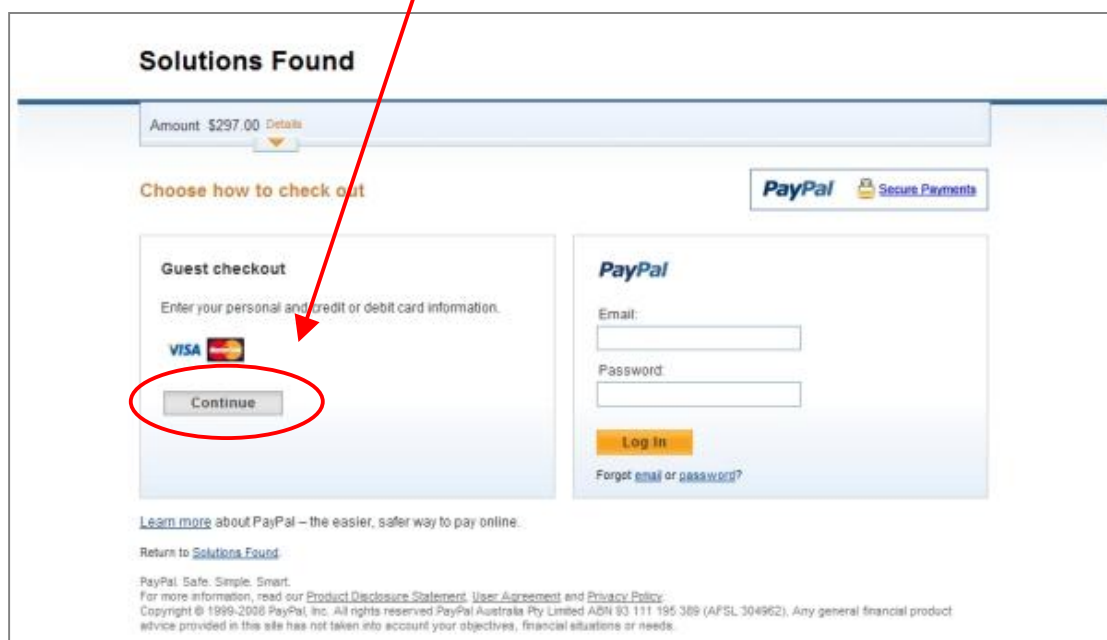 Solutions Found
Amount $297.00 Details
Choose how to check out
PayPal Secure Payments
Guest checkout
Enter your personal and credit or debit card information.
VISA MasterCard
Continue
PayPal
Email:
Password:
Log In
Forgot email or password?
Learn more about PayPal – the easier, safer way to pay online.
Return to Solutions Found.
PayPal. Safe. Simple. Smart.
For more information, read our Product Disclosure Statement, User Agreement and Privacy Policy.
Copyright © 1999-2008 PayPal, Inc. All rights reserved.PayPal Australia Pty Limited ABN 93 111 195 389 (AFSL 304962). Any general financial product
advice provided in this site has not taken into account your objectives, financial situations or needs.